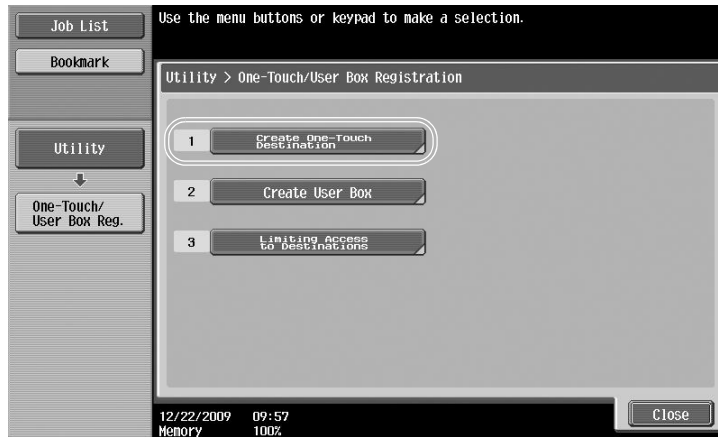 Job List
Bookmark
Use the menu buttons or keypad to make a selection.
Utility > One-Touch/User Box Registration
Utility
One-Touch/
User Box Reg.
1 Create One-Touch
Destination
2 Create User Box
3 Limiting Access
to Destinations
12/22/2009 09:57
Memory 100%
Close